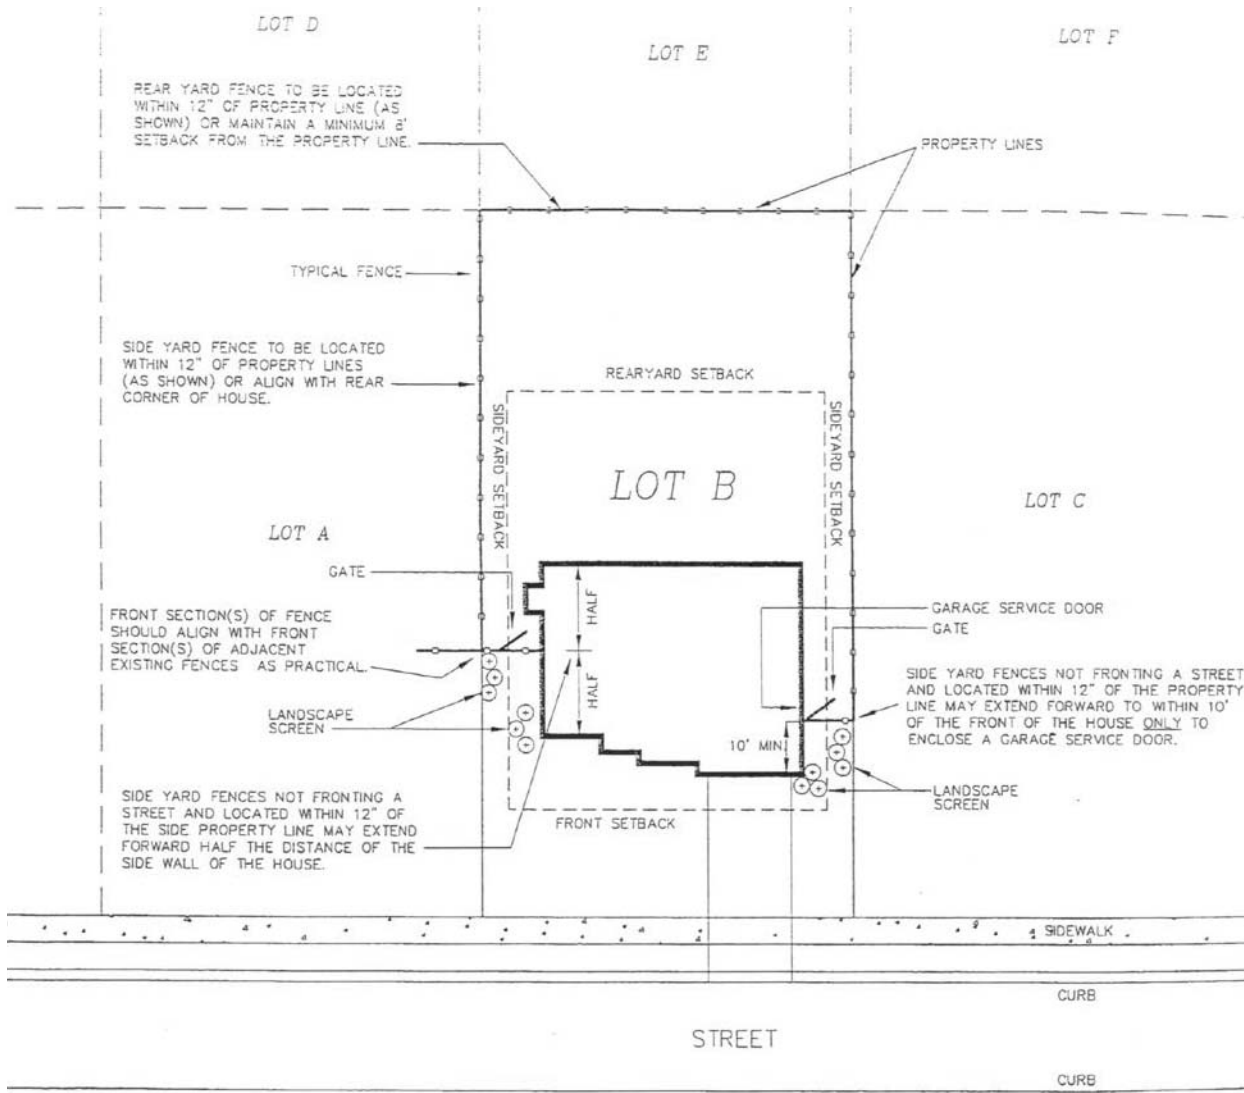 LOT D
LOT E
LOT F
REAR YARD FENCE TO BE LOCATED
WITHIN 12" OF PROPERTY LINE (AS
SHOWN) OR MAINTAIN A MINIMUM
SETBACK FROM THE PROPERTY LINE.
PROPERTY LINES
TYPICAL FENCE
SIDE YARD FENCE TO BE LOCATED
WITHIN 12" OF PROPERTY LINES
(AS SHOWN) OR ALIGN WITH REAR
CORNER OF HOUSE.
REARYARD SETBACK
SIDEYARD SETBACK
SIDEYARD SETBACK
LOT B
LOT C
LOT A
GATE
HALF
HALF
FRONT SECTION(S) OF FENCE
SHOULD ALIGN WITH FRONT
SECTION(S) OF ADJACENT
EXISTING FENCES AS PRACTICAL.
GARAGE SERVICE DOOR
GATE
SIDE YARD FENCES NOT FRONTING A STREET
AND LOCATED WITHIN 12" OF THE PROPERTY
LINE MAY EXTEND FORWARD TO WITHIN 10'
OF THE FRONT OF THE HOUSE ONLY TO
ENCLOSE A GARAGE SERVICE DOOR.
LANDSCAPE
SCREEN
10' MIN
LANDSCAPE
SCREEN
SIDE YARD FENCES NOT FRONTING A
STREET AND LOCATED WITHIN 12" OF
THE SIDE PROPERTY LINE MAY EXTEND
FORWARD HALF THE DISTANCE OF THE
SIDE WALL OF THE HOUSE.
FRONT SETBACK
SIDEWALK
CURB
STREET
CURB